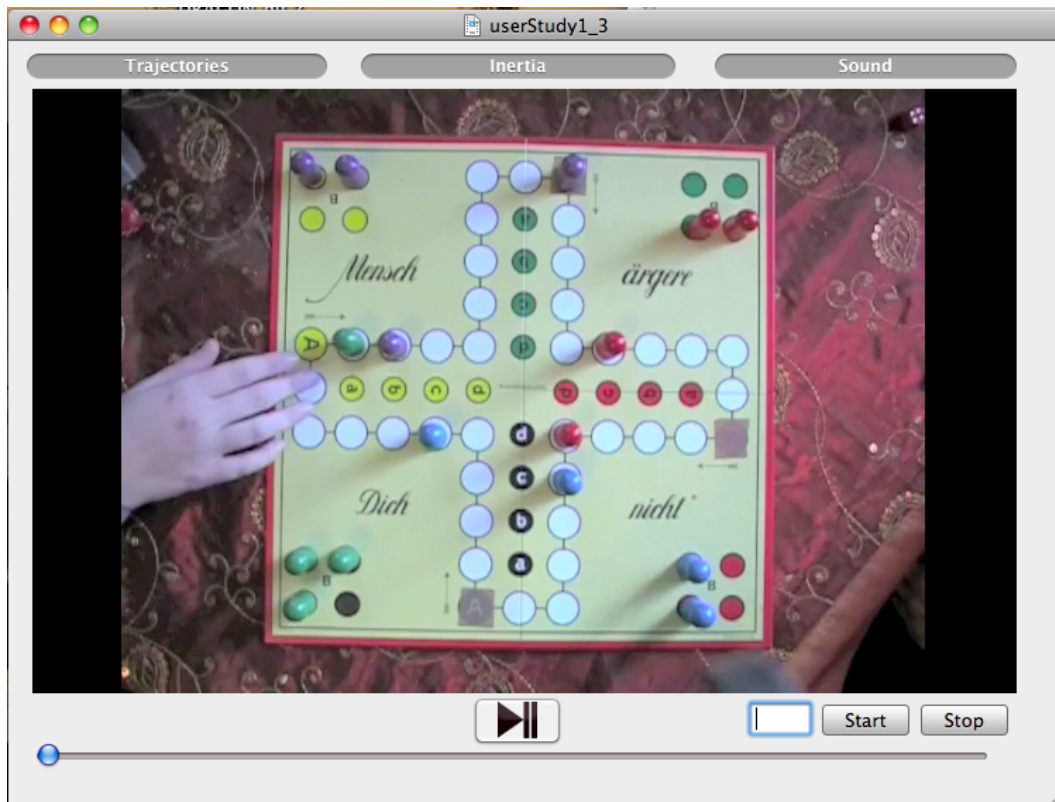 userStudy1_3
Trajectories Inertia Sound
B
B
Mensch ärgere
A
a b c d
d c b a
d
c
Dich nicht
b
B
a
B
A
Start Stop